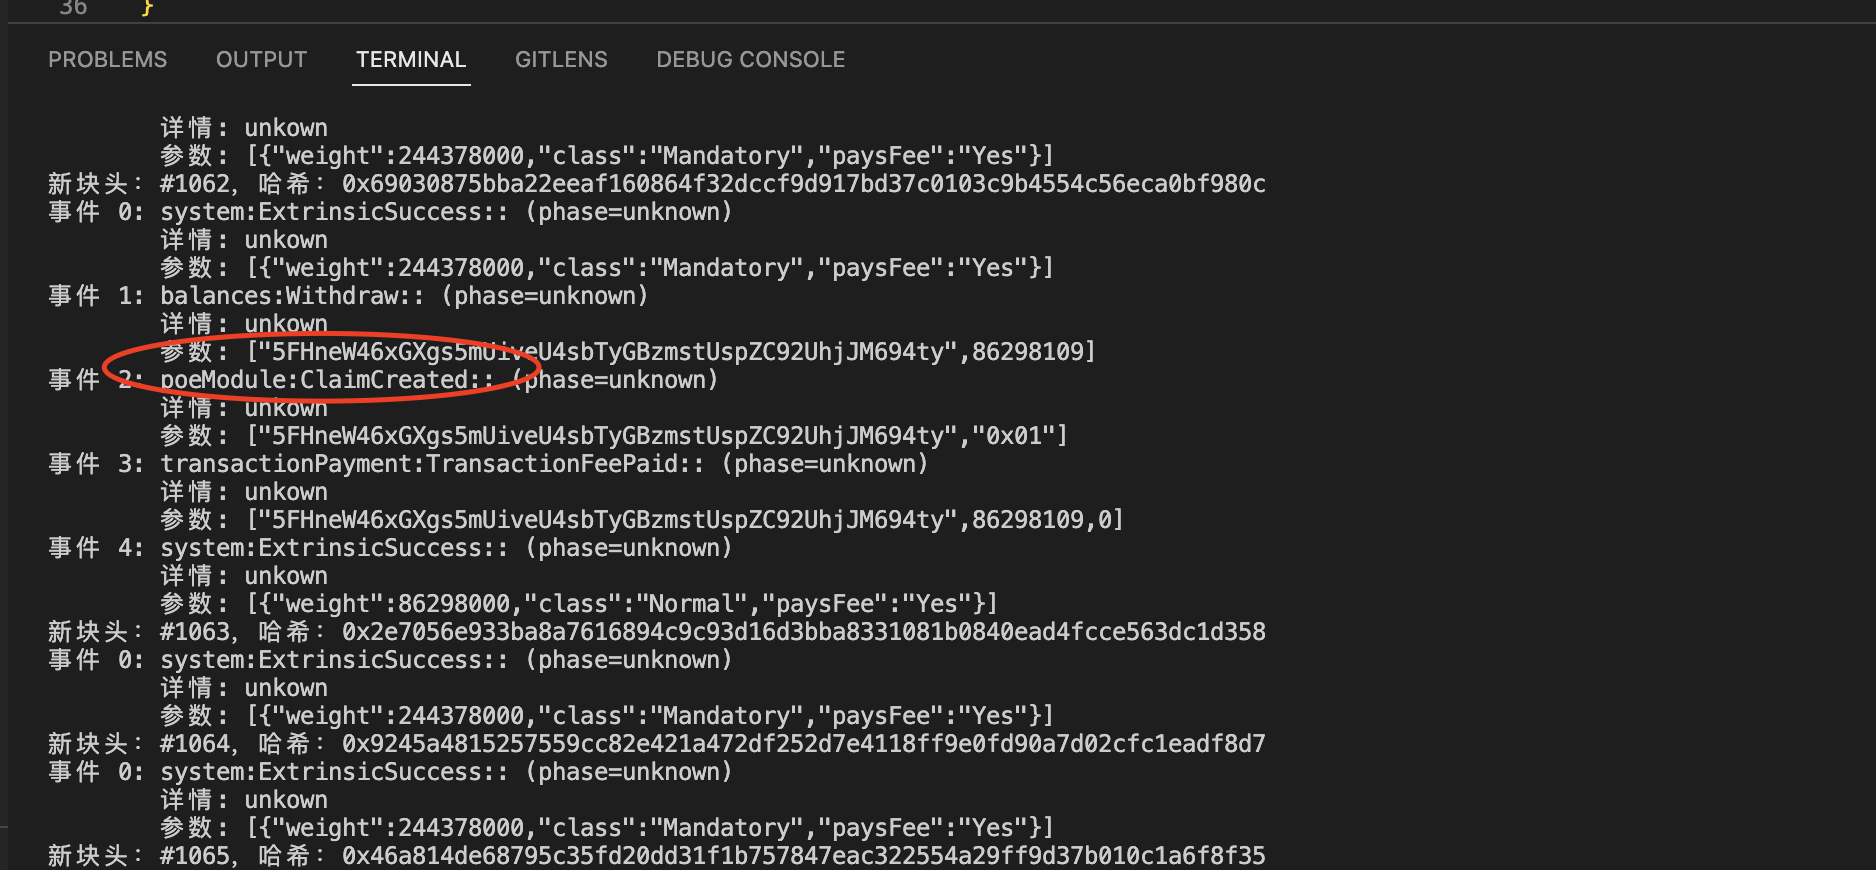 36 }
PROBLEMS OUTPUT TERMINAL GITLENS DEBUG CONSOLE
详情: unkown
参数: [{"weight":244378000,"class":"Mandatory","paysFee":"Yes"}]
新块头: #1062, 哈希: 0x69030875bba22eeaf160864f32dccf9d917bd37c0103c9b4554c56eca0bf980c
事件 0: system:ExtrinsicSuccess:: (phase=unknown)
详情: unkown
参数: [{"weight":244378000,"class":"Mandatory","paysFee":"Yes"}]
事件 1: balances:Withdraw:: (phase=unknown)
详情: unkown
参数: ["5FHneW46xGXgs5mUiveU4sbTyGBzmstUspZC92UhjJM694ty",86298109]
事件 2: poeModule:ClaimCreated:: (phase=unknown)
详情: unkown
参数: ["5FHneW46xGXgs5mUiveU4sbTyGBzmstUspZC92UhjJM694ty","0x01"]
事件 3: transactionPayment:TransactionFeePaid:: (phase=unknown)
详情: unkown
参数: ["5FHneW46xGXgs5mUiveU4sbTyGBzmstUspZC92UhjJM694ty",86298109,0]
事件 4: system:ExtrinsicSuccess:: (phase=unknown)
详情: unkown
参数: [{"weight":86298000,"class":"Normal","paysFee":"Yes"}]
新块头: #1063, 哈希: 0x2e7056e933ba8a7616894c9c93d16d3bba8331081b0840ead4fcce563dc1d358
事件 0: system:ExtrinsicSuccess:: (phase=unknown)
详情: unkown
参数: [{"weight":244378000,"class":"Mandatory","paysFee":"Yes"}]
新块头: #1064, 哈希: 0x9245a4815257559cc82e421a472df252d7e4118ff9e0fd90a7d02cfc1eadf8d7
事件 0: system:ExtrinsicSuccess:: (phase=unknown)
详情: unkown
参数: [{"weight":244378000,"class":"Mandatory","paysFee":"Yes"}]
新块头: #1065, 哈希: 0x46a814de68795c35fd20dd31f1b757847eac322554a29ff9d37b010c1a6f8f35